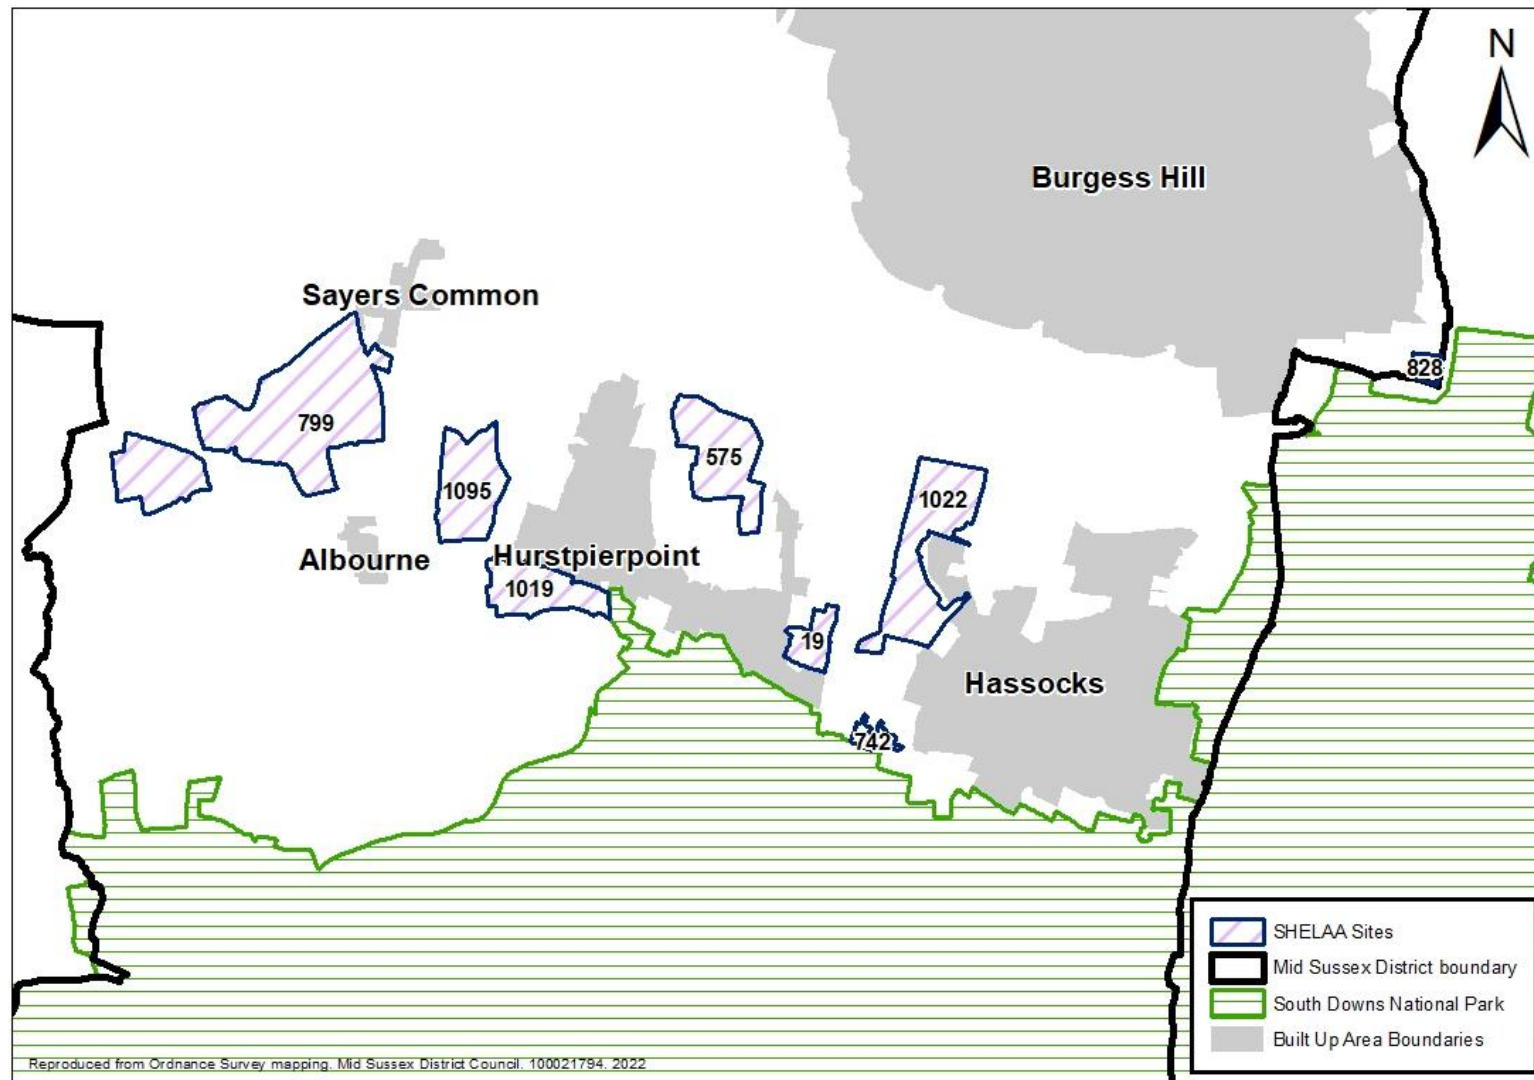 N
Burgess Hill
Sayers Common
828
799
575
1095
1022
Albourne
Hurstpierpoint
1019
19
Hassocks
742
SHELAA Sites
Mid Sussex District boundary
South Downs National Park
Built Up Area Boundaries
Reproduced from Ordnance Survey mapping. Mid Sussex District Council. 100021794. 2022